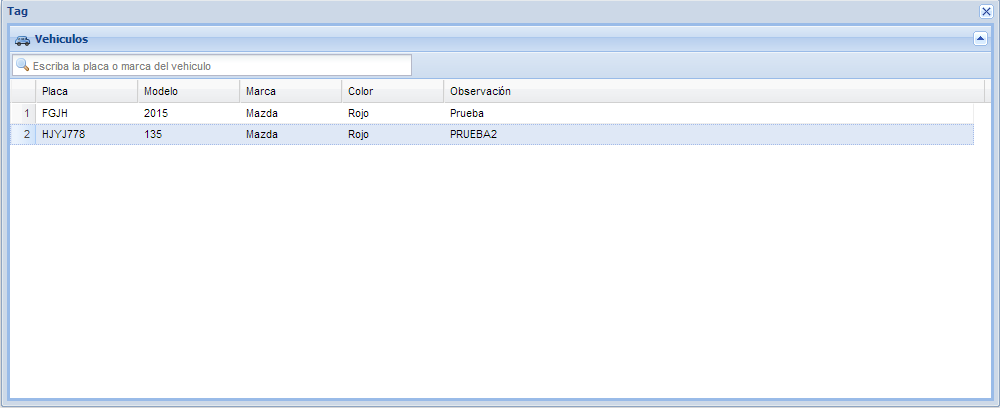 Tag
Vehiculos
Escriba la placa o marca del vehiculo
Placa Modelo Marca Color Observación
1 FGJH 2015 Mazda Rojo Prueba
2 HJYJ778 135 Mazda Rojo PRUEBA2